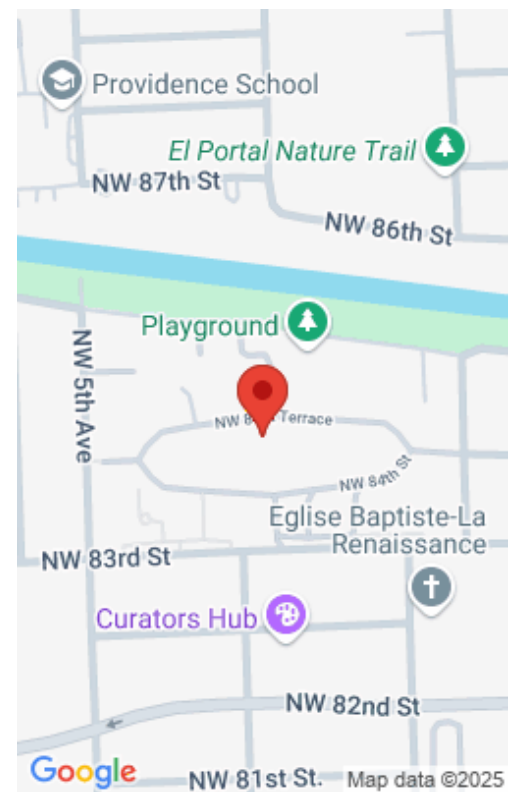 Providence School
El Portal Nature Trail
NW 87th St
NW 86th St
Playground
NW 5th Ave
Terrace
NW 84th St
Eglise Baptiste-La
Renaissance
NW 83rd St
Curators Hub
NW 82nd St
NW 81st St.
Google
Map data ©2025